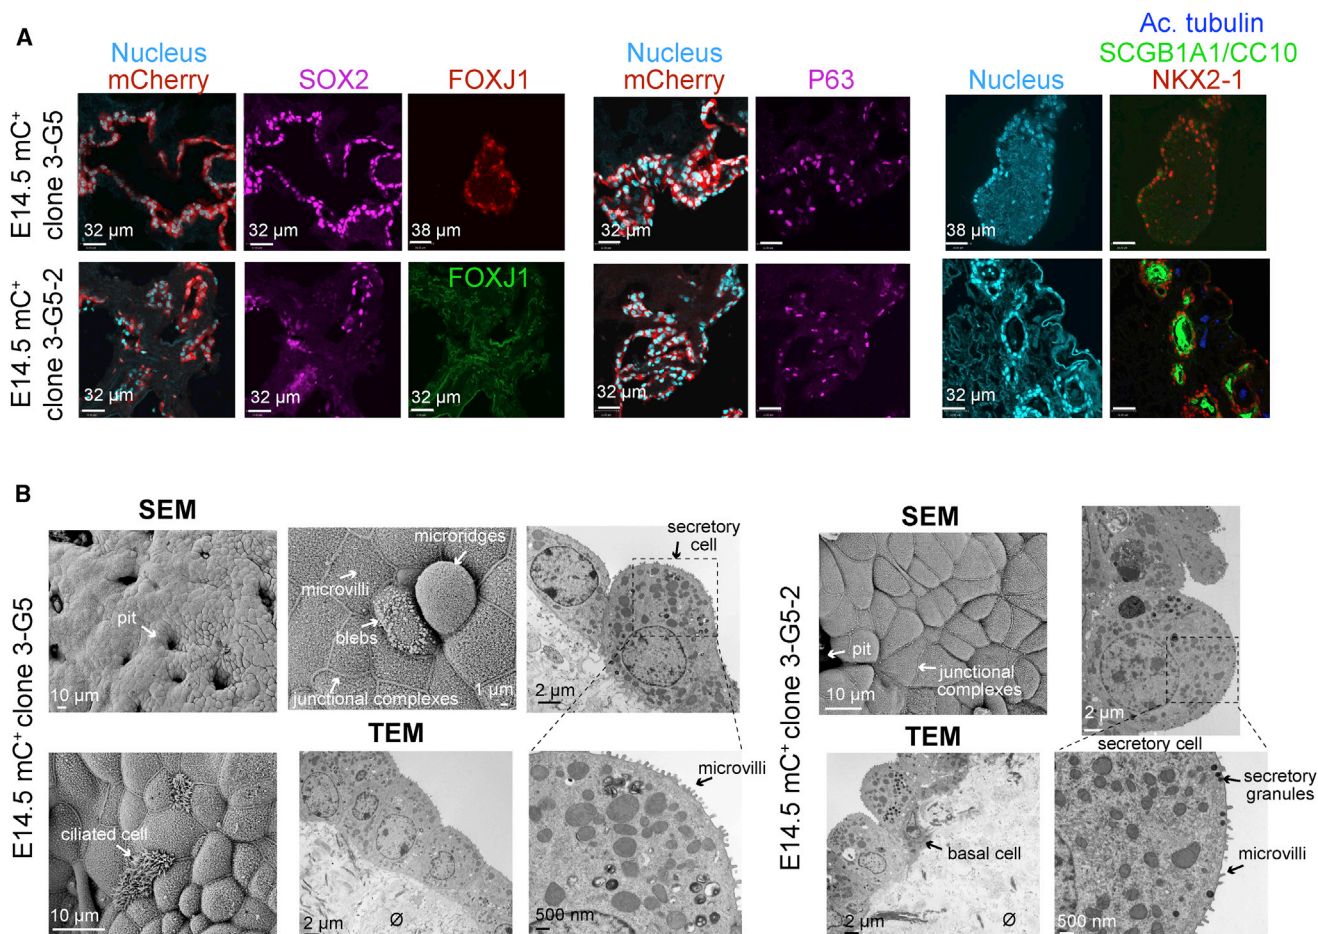 A
Ac. tubulin
Nucleus
mCherry
SOX2
FOXJ1
Nucleus
mCherry
P63
Nucleus
SCGB1A1/CC10
NKX2-1
E14.5 mC⁺
clone 3-G5
32 µm
32 µm
38 µm
32 µm
38 µm
E14.5 mC⁺
clone 3-G5-2
FOXJ1
32 µm
32 µm
32 µm
32 µm
32 µm
B
SEM
E14.5 mC⁺ clone 3-G5
pit
10 µm
microridges
microvilli
blebs
junctional complexes
1 µm
secretory
cell
2 µm
ciliated cell
10 µm
TEM
2 µm
Ø
microvilli
500 nm
E14.5 mC⁺ clone 3-G5-2
SEM
pit
junctional
complexes
10 µm
2 µm
TEM
basal cell
2 µm
Ø
secretory cell
secretory
granules
microvilli
500 nm